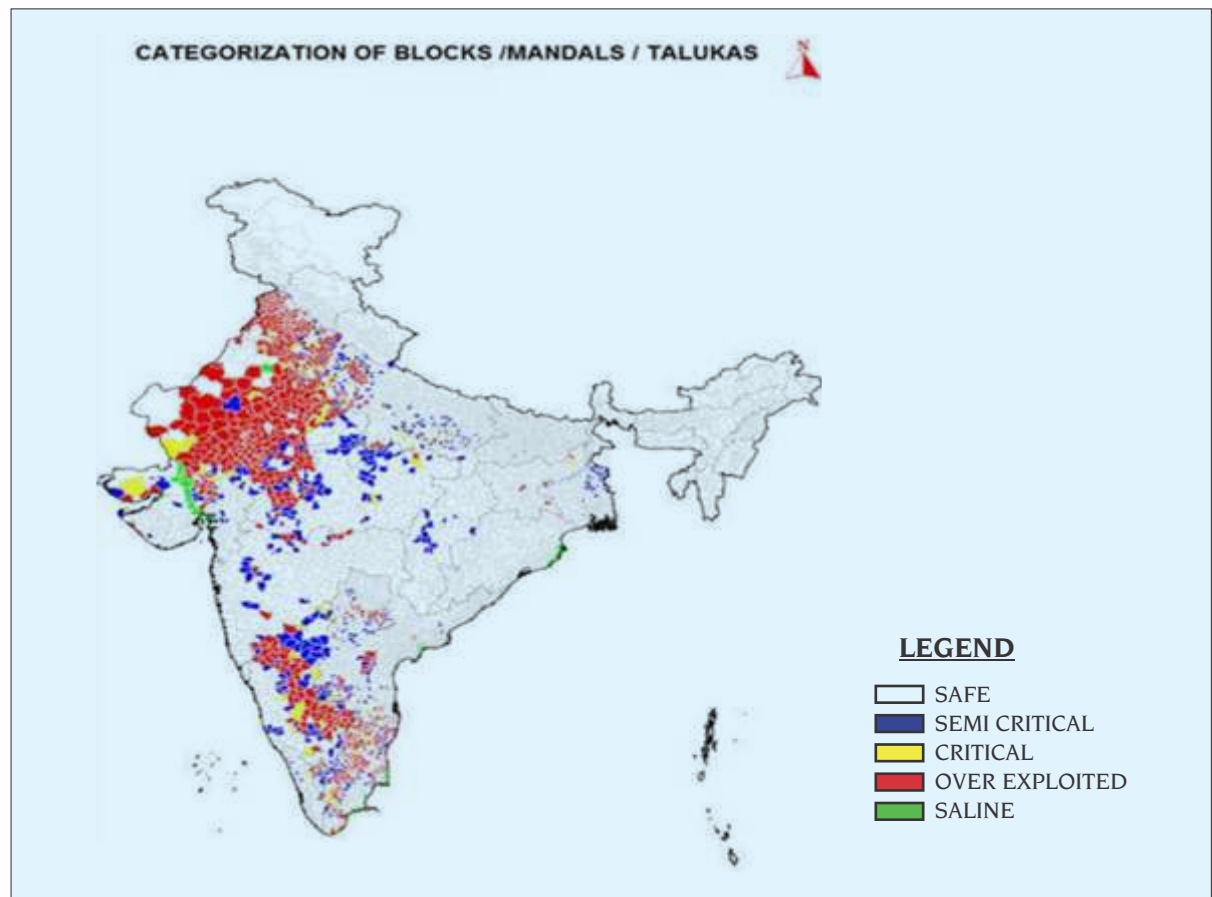 CATEGORIZATION OF BLOCKS /MANDALS / TALUKAS
N
LEGEND
SAFE
SEMI CRITICAL
CRITICAL
OVER EXPLOITED
SALINE